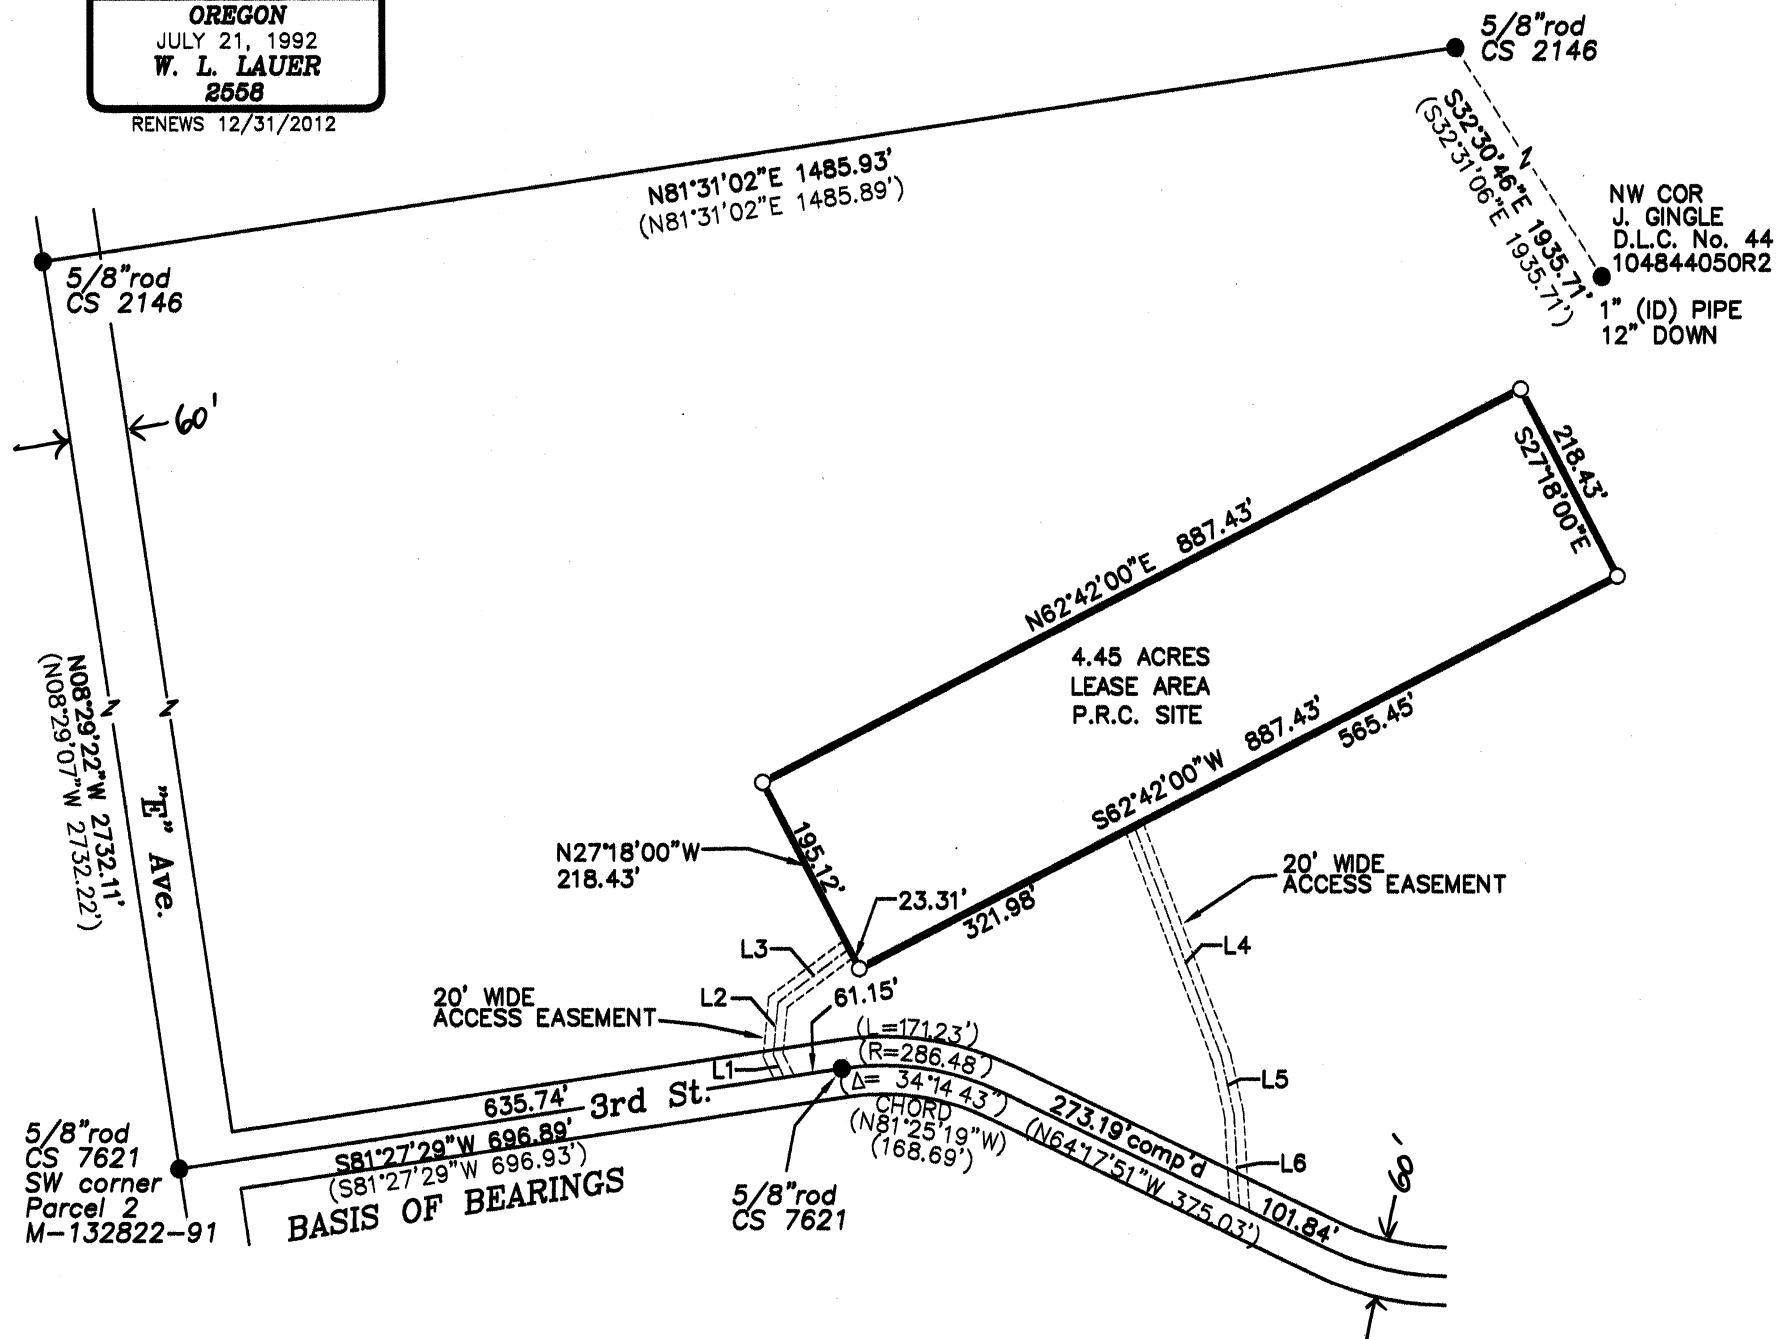 OREGON
JULY 21, 1992
W. L. LAUER
2558
RENEWS 12/31/2012
5/8"rod
CS 2146
N81°31'02"E 1485.93'
(N81°31'02"E 1485.89')
S32°30'46"E 1935.71'
(S32°31'06"E 1935.71')
NW COR
J. GINGLE
D.L.C. No. 44
104844050R2
1" (ID) PIPE
12" DOWN
5/8"rod
CS 2146
60'
218.43'
S27°18'00"E
N62°42'00"E 887.43'
4.45 ACRES
LEASE AREA
P.R.C. SITE
S62°42'00"W 887.43'
565.45'
N08°29'22"W 2732.11'
(N08°29'07"W 2732.22')
"E" Ave.
N27°18'00"W
218.43'
195.12'
23.31'
321.98'
20' WIDE
ACCESS EASEMENT
L4
L3
L2
20' WIDE
ACCESS EASEMENT
61.15'
L1
(L=171.23')
(R=286.48')
(Δ= 34°14'43")
CHORD
(N81°25'19"W)
(168.69')
L5
L6
635.74'
3rd St.
S81°27'29"W 696.89'
(S81°27'29"W 696.93')
BASIS OF BEARINGS
273.19'comp'd
(N64°17'51"W 375.03')
101.84'
60'
5/8"rod
CS 7621
SW corner
Parcel 2
M-132822-91
5/8"rod
CS 7621